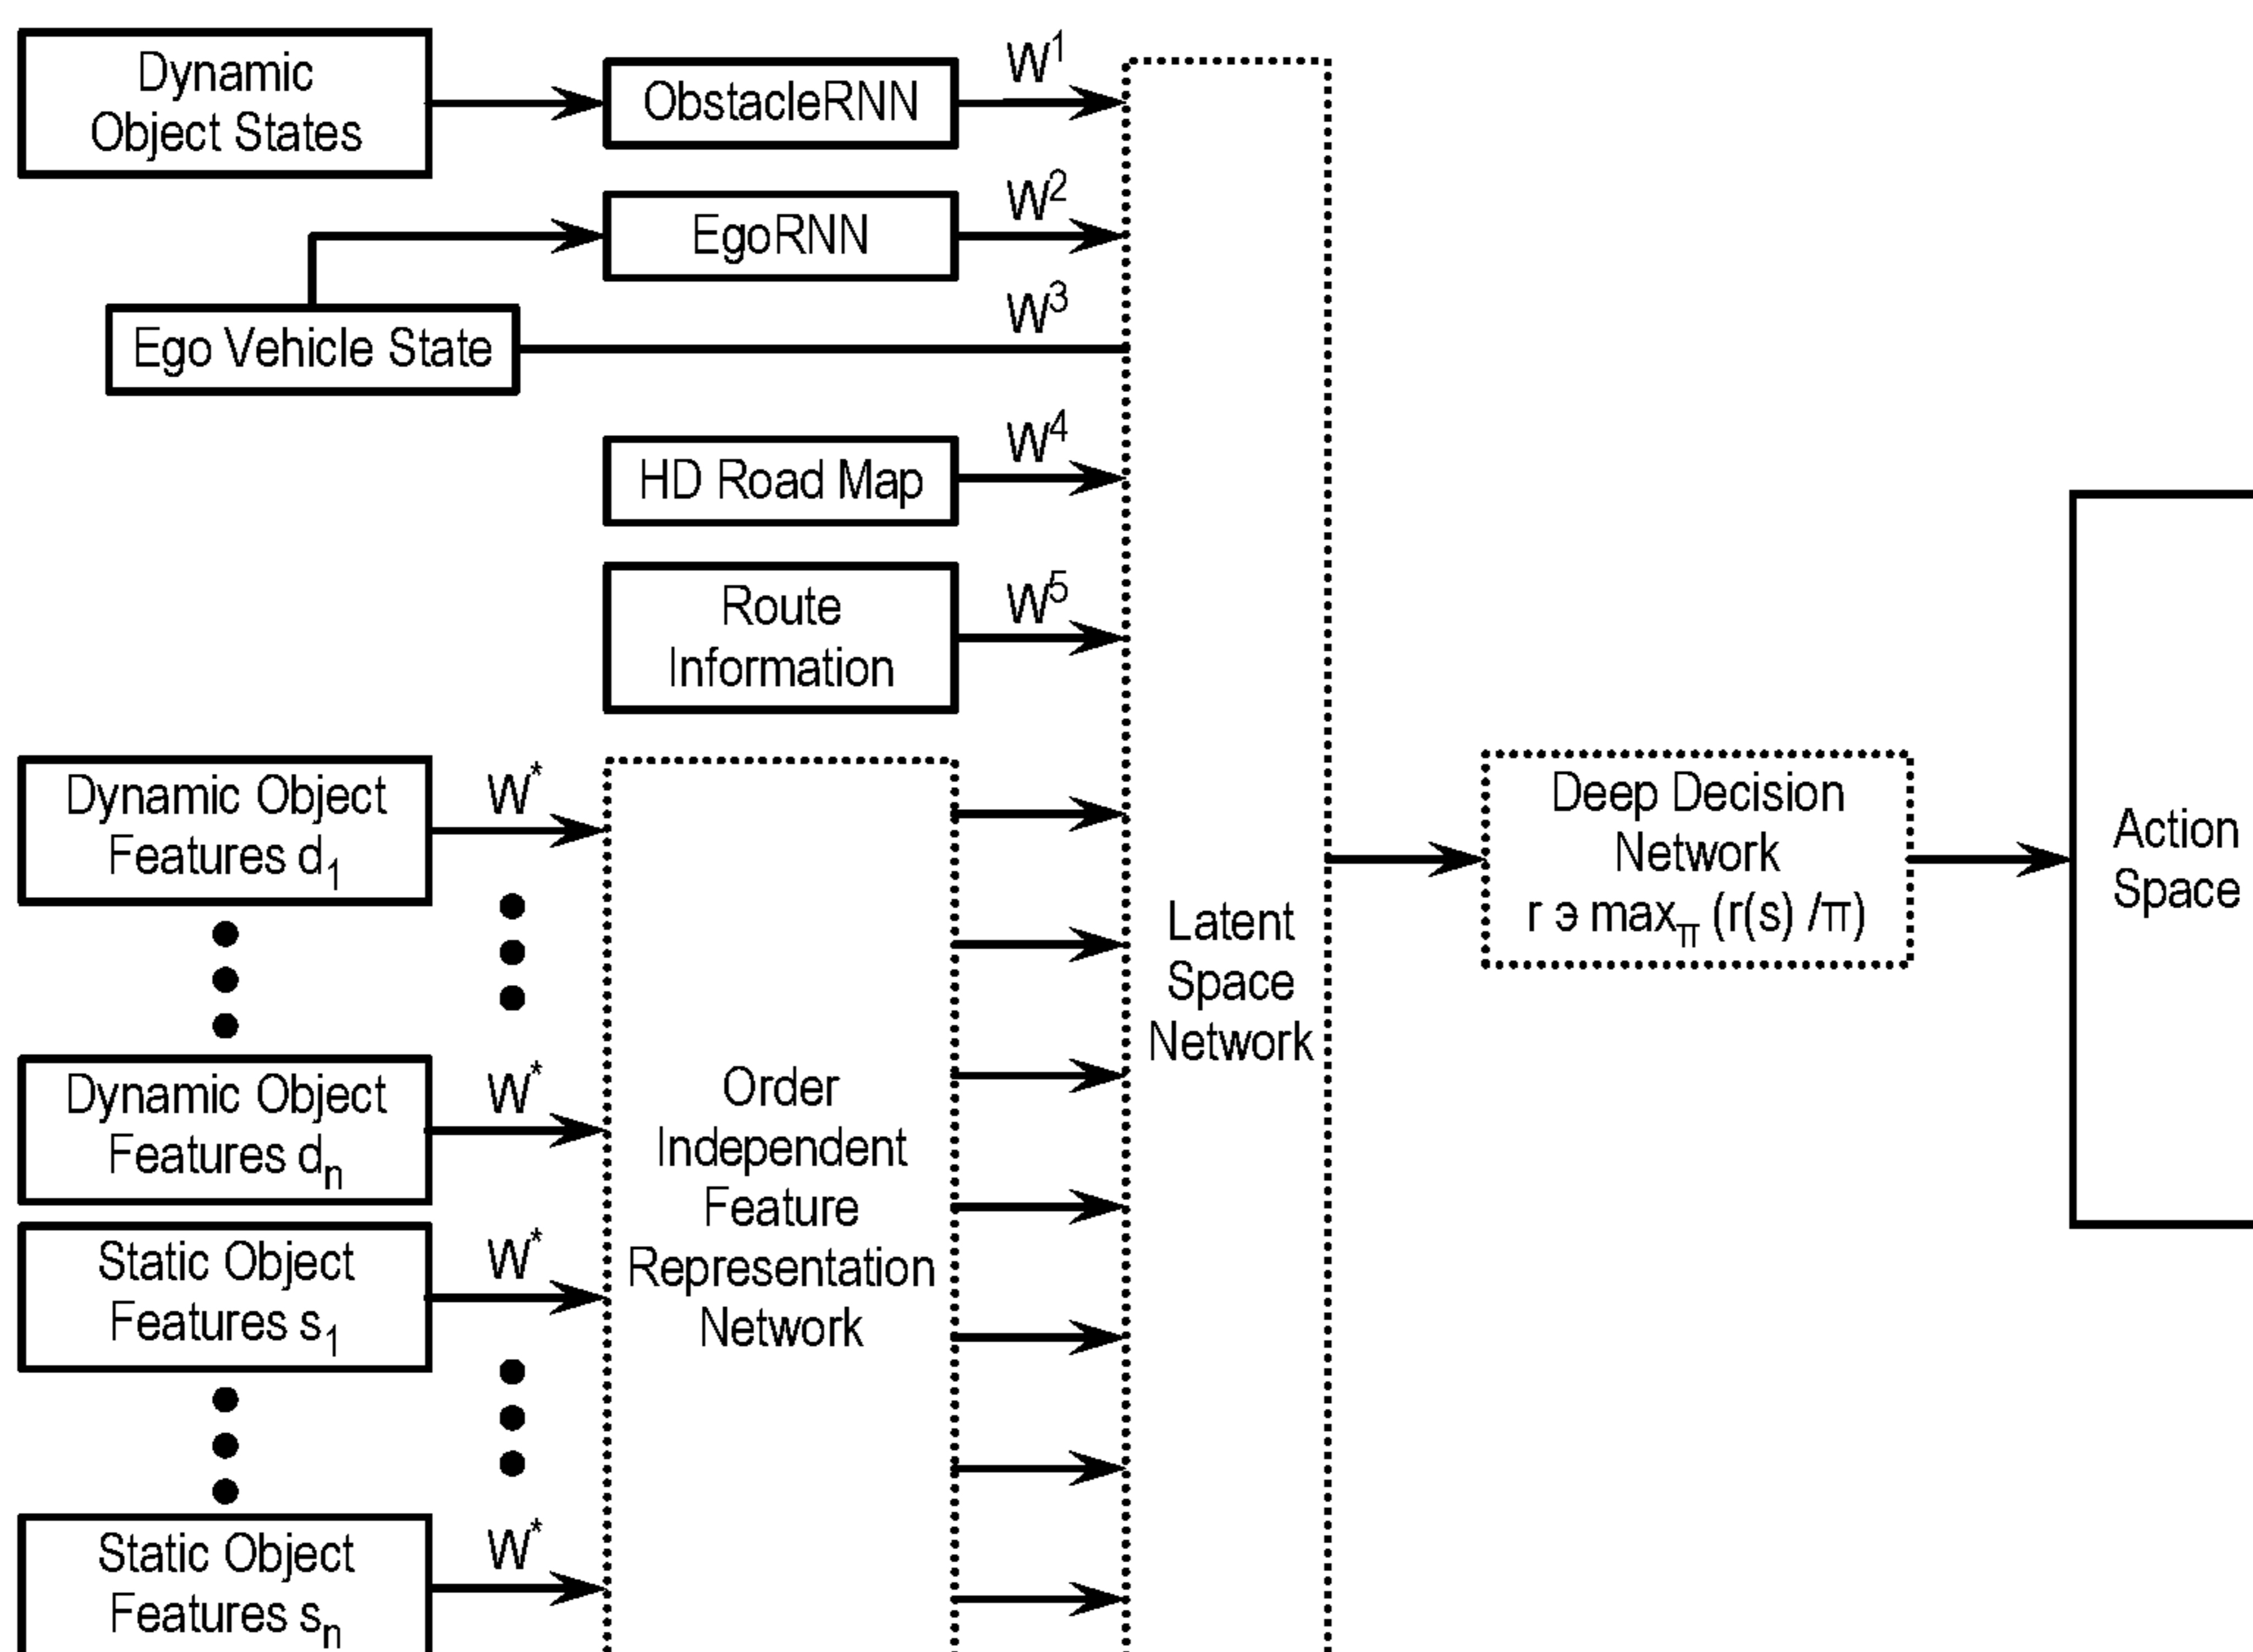 Dynamic
Object States
ObstacleRNN
W¹
EgoRNN
W²
Ego Vehicle State
W³
HD Road Map
W⁴
Route
Information
W⁵
Dynamic Object
Features d₁
W*
Dynamic Object
Features dₙ
W*
Static Object
Features s₁
W*
Static Object
Features sₙ
W*
Order
Independent
Feature
Representation
Network
Latent
Space
Network
Deep Decision
Network
r э max_π (r(s) /π)
Action
Space